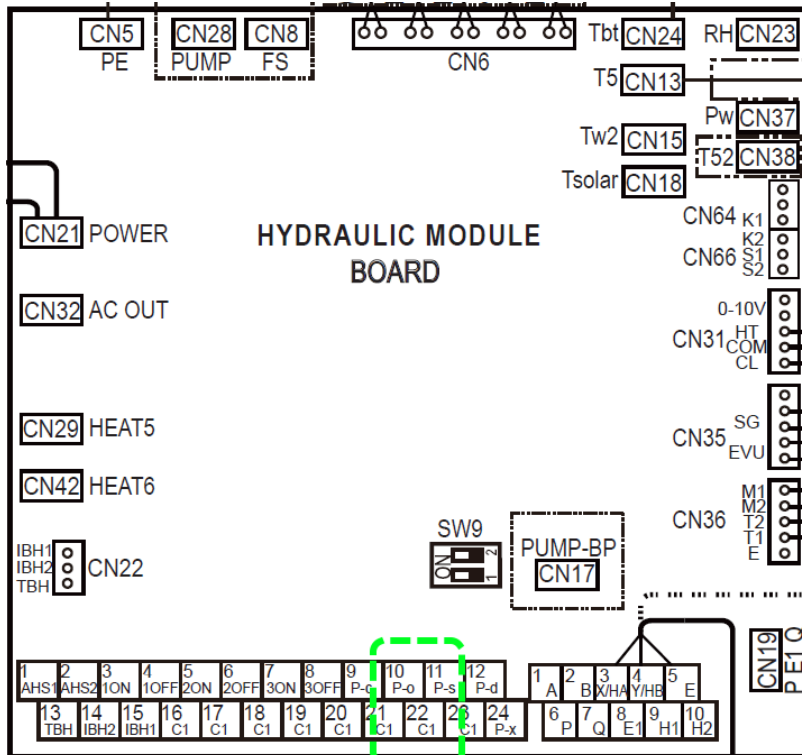 CN5 CN28 CN8 CN6 Tbt CN24 RH CN23
PE PUMP FS
T5 CN13
Pw CN37
Tw2 CN15
T52 CN38
Tsolar CN18
CN64 K1
K2
CN66 S1
S2
CN21 POWER
HYDRAULIC MODULE
BOARD
CN32 AC OUT
0-10V
CN31 HT
COM
CL
CN29 HEAT5
CN35 SG
EVU
CN42 HEAT6
CN36 M1
M2
T2
T1
E
IBH1
IBH2 CN22
TBH
SW9
ON 1 2
PUMP-BP
CN17
CN19
P E1 Q
1 AHS1 2 AHS2 3 1ON 4 1OFF 5 2ON 6 2OFF 7 3ON 8 3OFF 9 P-c 10 P-o 11 P-s 12 P-d
13 TBH 14 IBH2 15 IBH1 16 C1 17 C1 18 C1 19 C1 20 C1 21 C1 22 C1 23 C1 24 P-x
1 A 2 B 3 X/HA 4 Y/HB 5 E
6 P 7 Q 8 E1 9 H1 10 H2